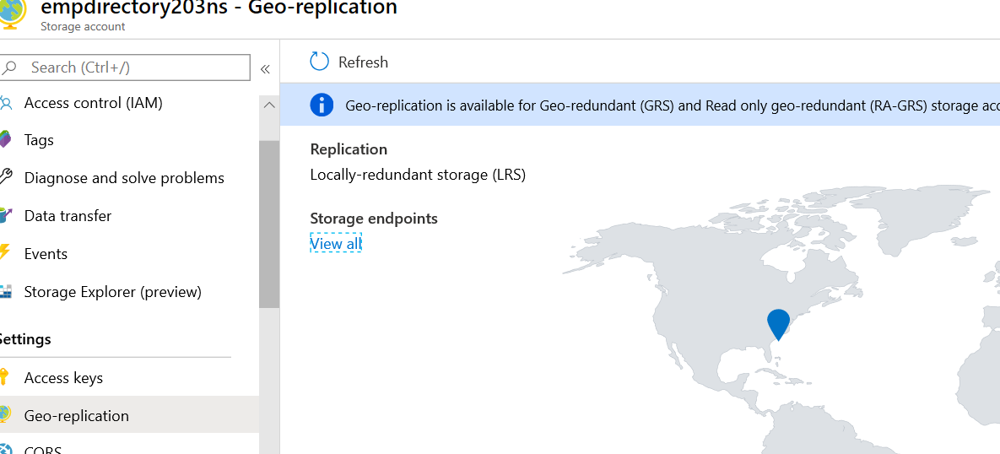 empdirectory203ns - Geo-replication
Storage account
Search (Ctrl+/)
«
Access control (IAM)
Tags
Diagnose and solve problems
Data transfer
Events
Storage Explorer (preview)
Settings
Access keys
Geo-replication
CORS
Refresh
Geo-replication is available for Geo-redundant (GRS) and Read only geo-redundant (RA-GRS) storage acc
Replication
Locally-redundant storage (LRS)
Storage endpoints
View all